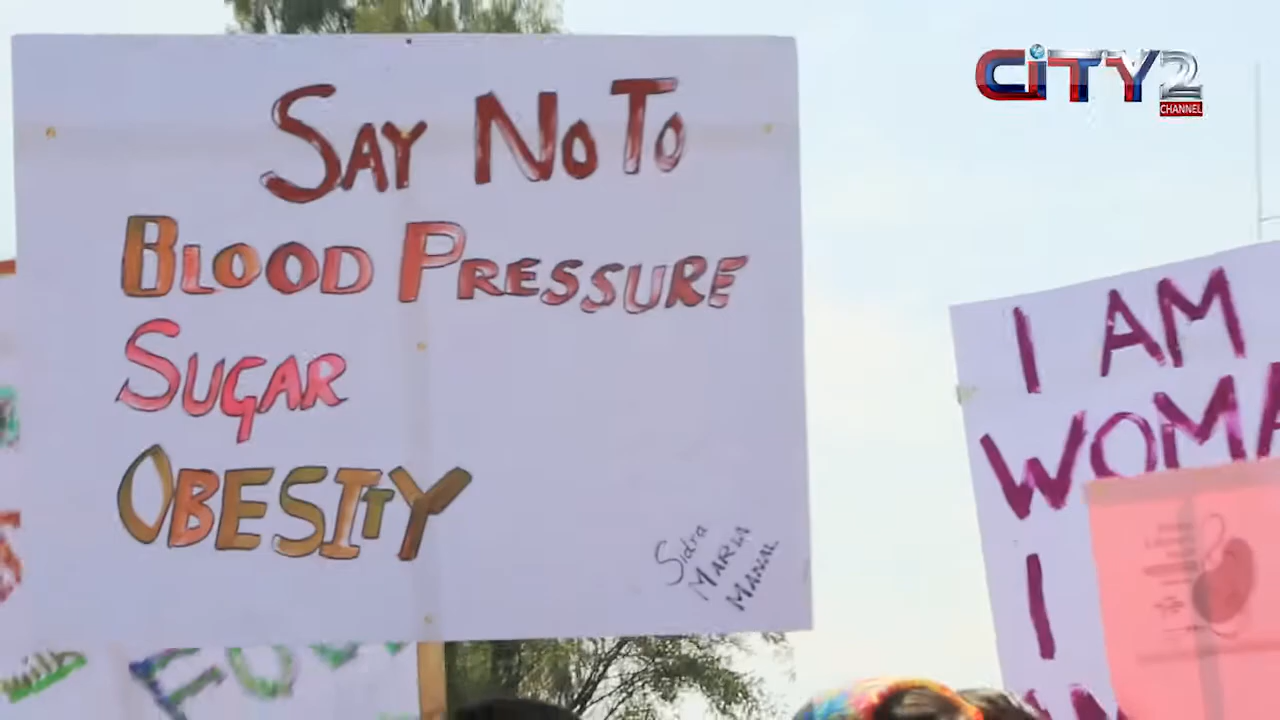 SAY NO TO
BLOOD PRESSURE
SUGAR
OBESITY
Sidra
MARIA
MANAL
CITY2
CHANNEL
I AM
WOMA
I